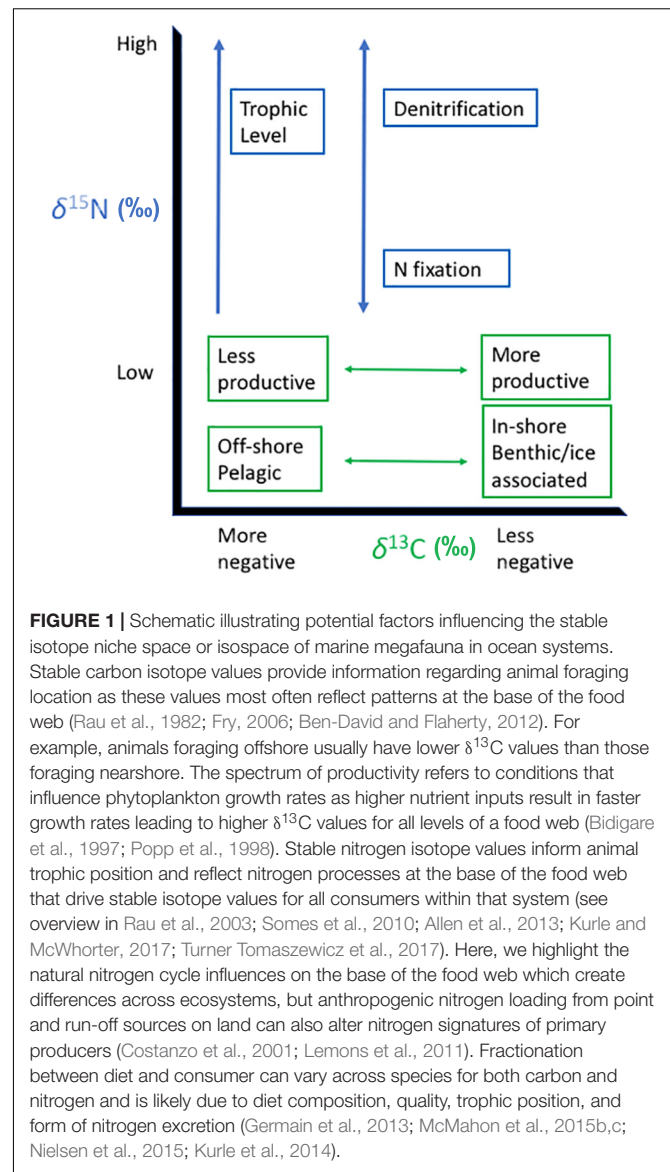 High
Trophic
Level
Denitrification
δ15N (‰)
N fixation
Low
Less
productive
More
productive
Off-shore
Pelagic
In-shore
Benthic/ice
associated
More
negative
δ13C (‰)
Less
negative
FIGURE 1 | Schematic illustrating potential factors influencing the stable
isotope niche space or isospace of marine megafauna in ocean systems.
Stable carbon isotope values provide information regarding animal foraging
location as these values most often reflect patterns at the base of the food
web (Rau et al., 1982; Fry, 2006; Ben-David and Flaherty, 2012). For
example, animals foraging offshore usually have lower δ13C values than those
foraging nearshore. The spectrum of productivity refers to conditions that
influence phytoplankton growth rates as higher nutrient inputs result in faster
growth rates leading to higher δ13C values for all levels of a food web (Bidigare
et al., 1997; Popp et al., 1998). Stable nitrogen isotope values inform animal
trophic position and reflect nitrogen processes at the base of the food web
that drive stable isotope values for all consumers within that system (see
overview in Rau et al., 2003; Somes et al., 2010; Allen et al., 2013; Kurle and
McWhorter, 2017; Turner Tomaszewicz et al., 2017). Here, we highlight the
natural nitrogen cycle influences on the base of the food web which create
differences across ecosystems, but anthropogenic nitrogen loading from point
and run-off sources on land can also alter nitrogen signatures of primary
producers (Costanzo et al., 2001; Lemons et al., 2011). Fractionation
between diet and consumer can vary across species for both carbon and
nitrogen and is likely due to diet composition, quality, trophic position, and
form of nitrogen excretion (Germain et al., 2013; McMahon et al., 2015b,c;
Nielsen et al., 2015; Kurle et al., 2014).